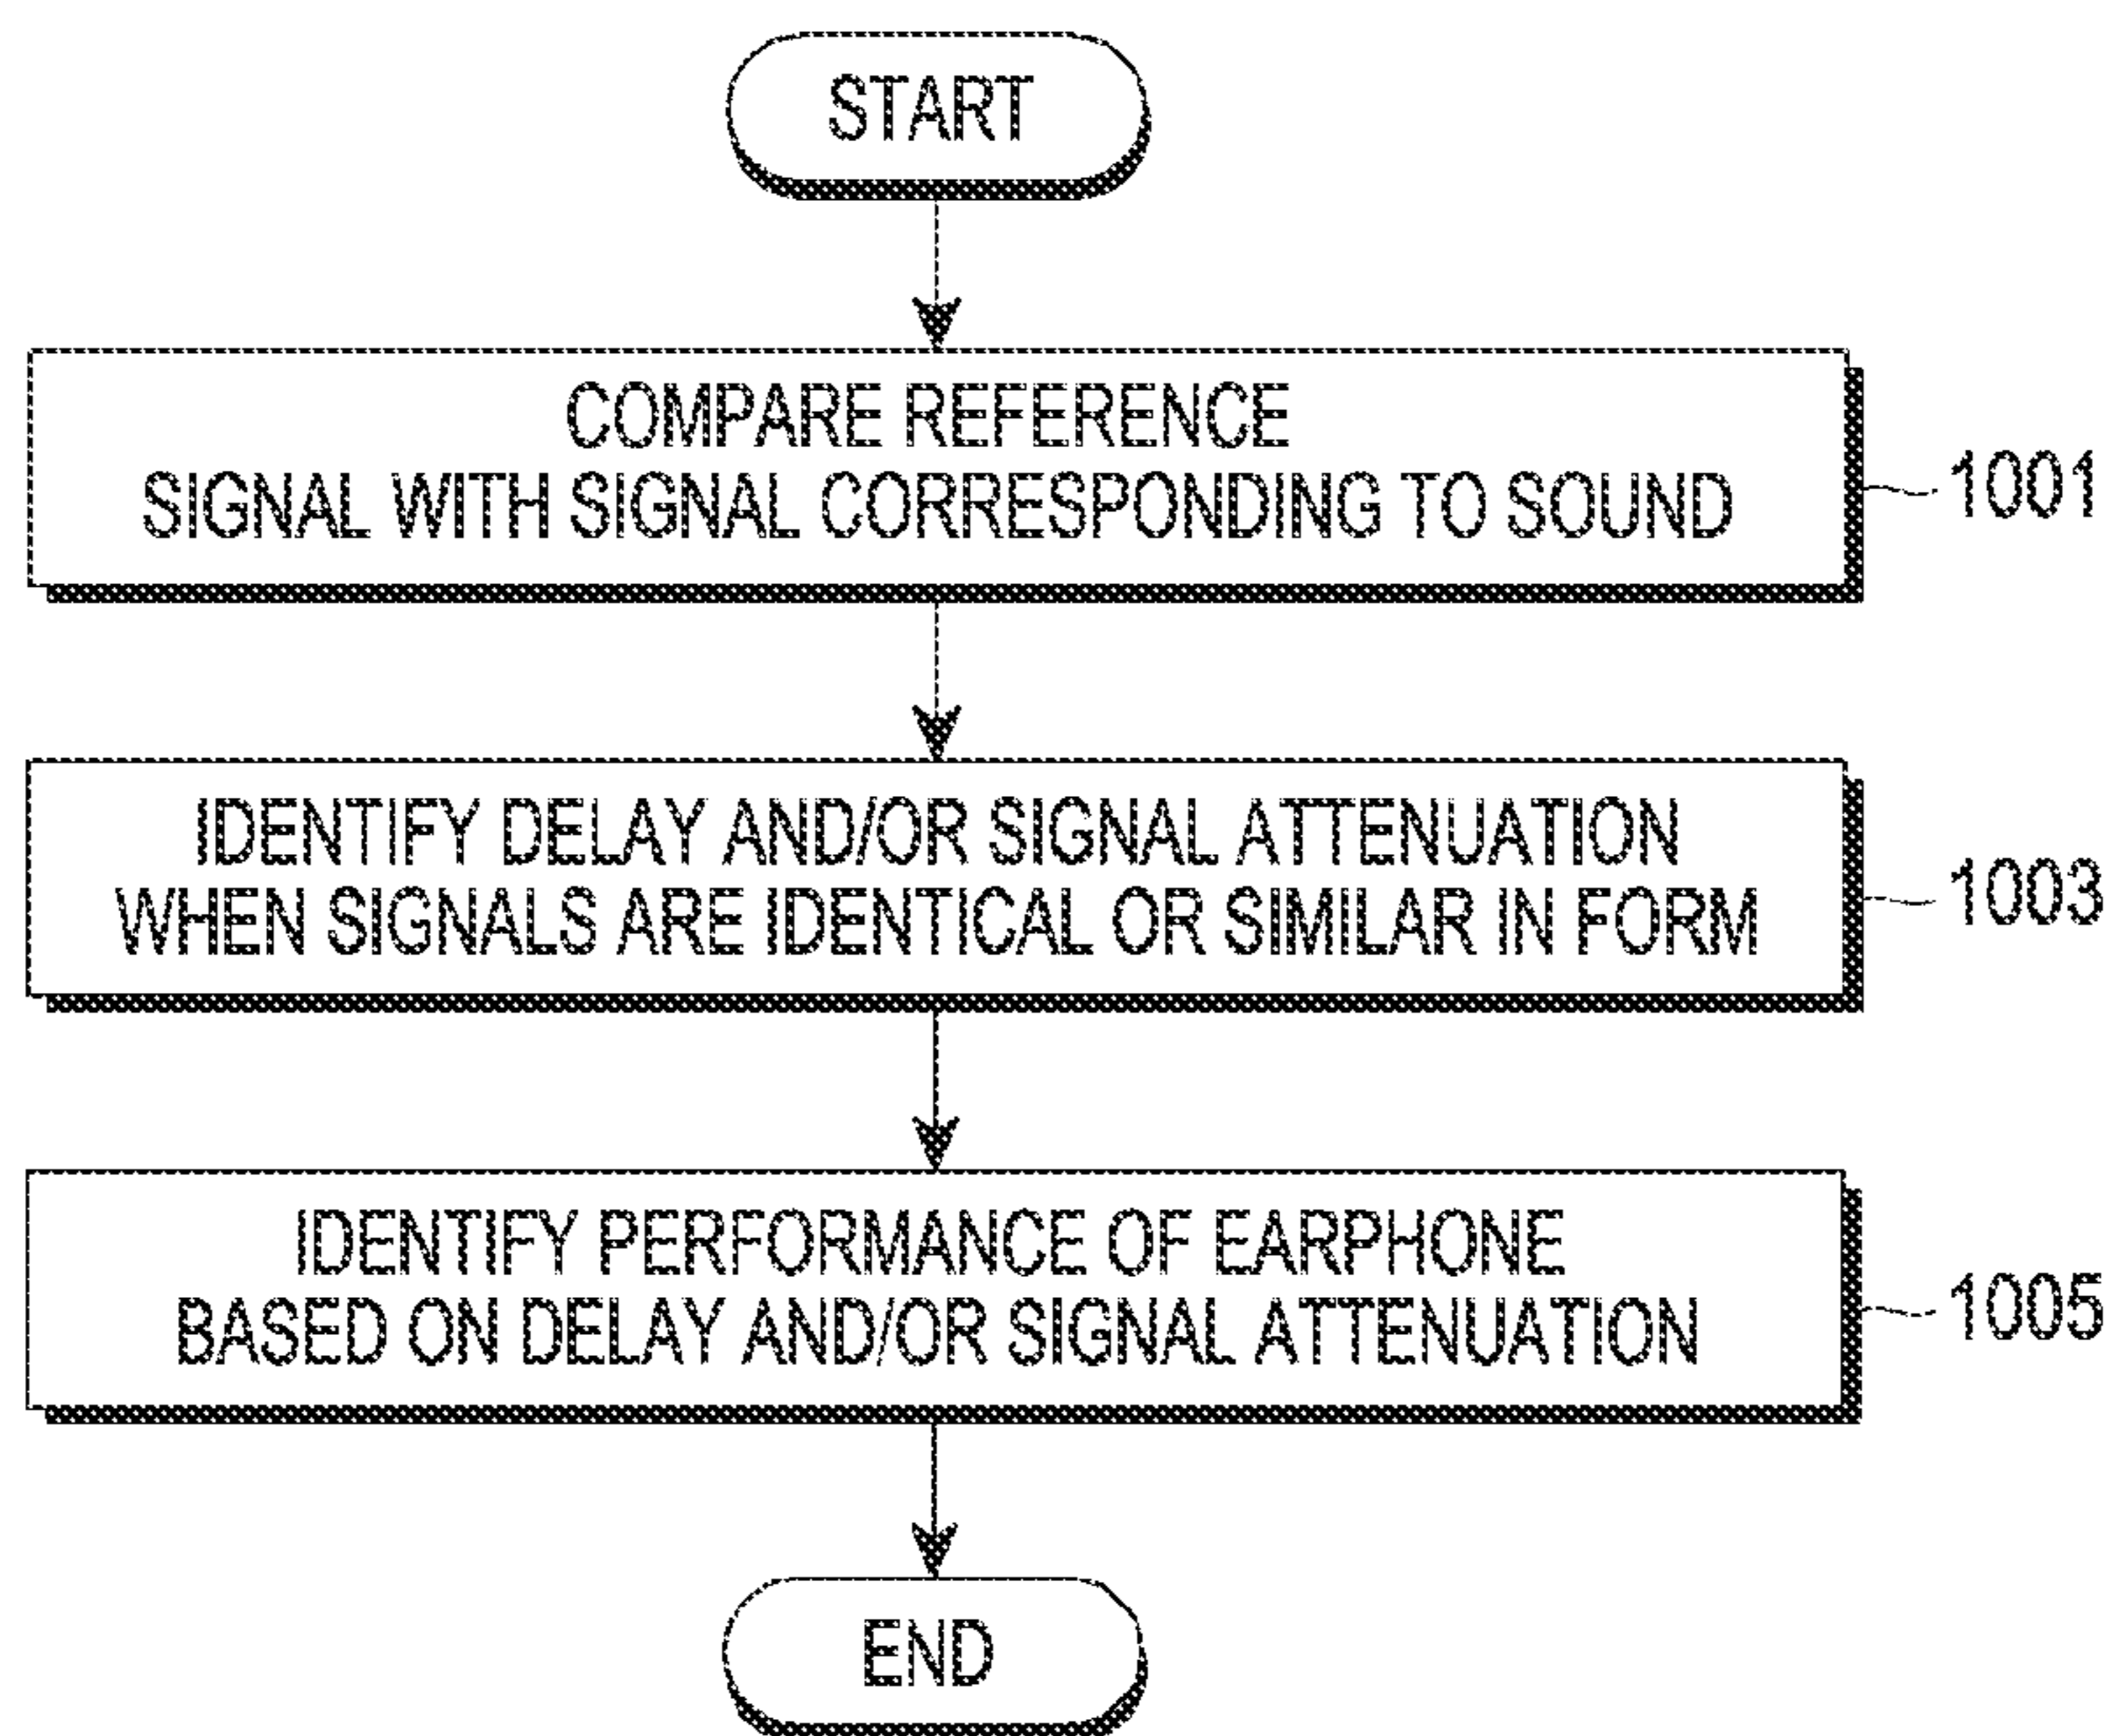 START
COMPARE REFERENCE
SIGNAL WITH SIGNAL CORRESPONDING TO SOUND
1001
IDENTIFY DELAY AND/OR SIGNAL ATTENUATION
WHEN SIGNALS ARE IDENTICAL OR SIMILAR IN FORM
1003
IDENTIFY PERFORMANCE OF EARPHONE
BASED ON DELAY AND/OR SIGNAL ATTENUATION
1005
END